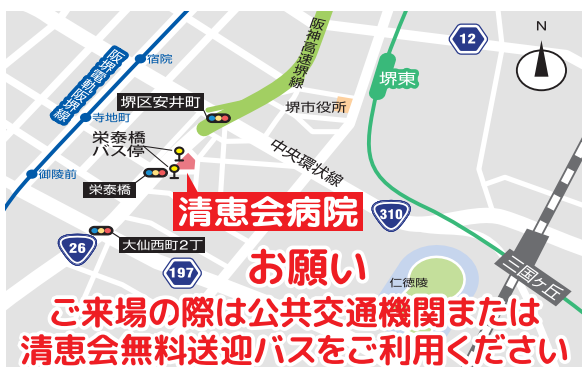 N
12
宿院
阪堺電軌阪堺線
阪神高速堺線
堺東
堺区安井町
堺市役所
寺地町
栄泰橋
バス停
中央環状線
御陵前
栄泰橋
清恵会病院
310
26
大仙西町2丁
197
お願い
仁徳陵
三国ヶ丘
ご来場の際は公共交通機関または
清恵会無料送迎バスをご利用ください